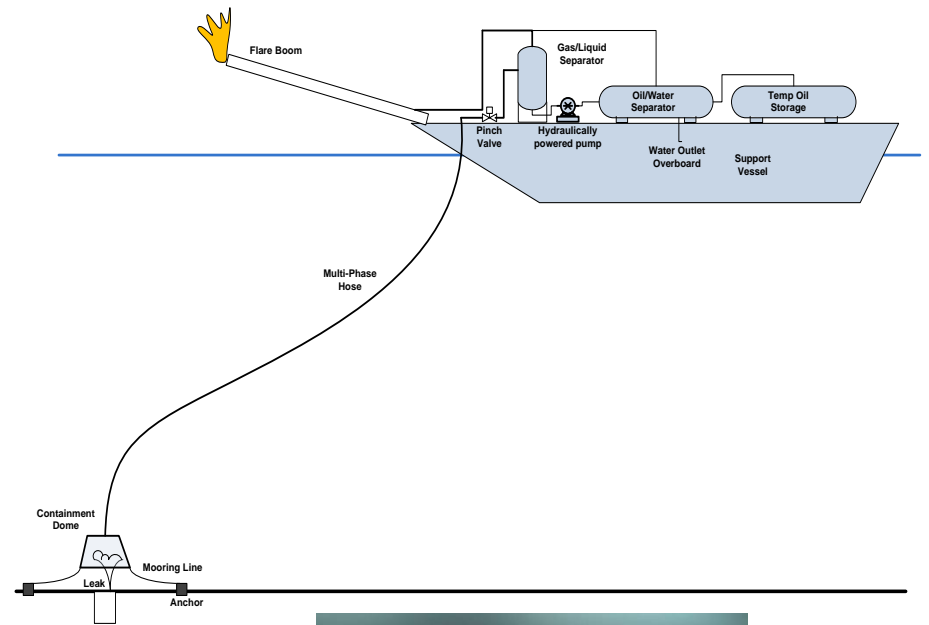 Flare Boom
Gas/Liquid
Separator
Oil/Water
Separator
Temp Oil
Storage
Pinch
Valve
Hydraulically
powered pump
Water Outlet
Overboard
Support
Vessel
Multi-Phase
Hose
Containment
Dome
Mooring Line
Leak
Anchor